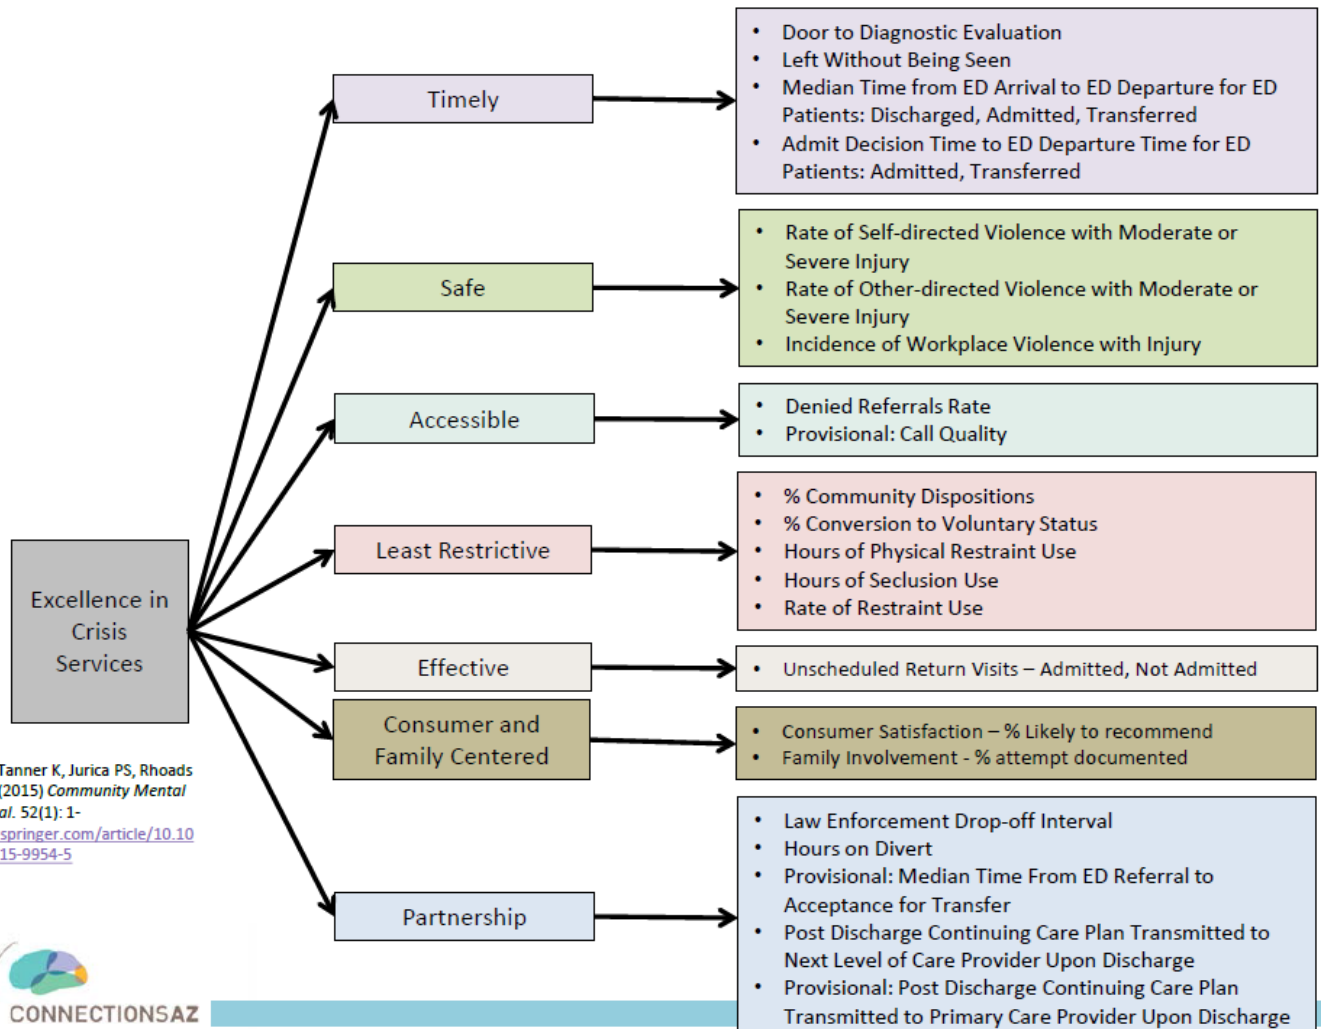 Excellence in
Crisis
Services
Timely
• Door to Diagnostic Evaluation
• Left Without Being Seen
• Median Time from ED Arrival to ED Departure for ED
Patients: Discharged, Admitted, Transferred
• Admit Decision Time to ED Departure Time for ED
Patients: Admitted, Transferred
Safe
• Rate of Self-directed Violence with Moderate or
Severe Injury
• Rate of Other-directed Violence with Moderate or
Severe Injury
• Incidence of Workplace Violence with Injury
Accessible
• Denied Referrals Rate
• Provisional: Call Quality
Least Restrictive
• % Community Dispositions
• % Conversion to Voluntary Status
• Hours of Physical Restraint Use
• Hours of Seclusion Use
• Rate of Restraint Use
Effective
• Unscheduled Return Visits – Admitted, Not Admitted
Consumer and
Family Centered
• Consumer Satisfaction – % Likely to recommend
• Family Involvement - % attempt documented
Partnership
• Law Enforcement Drop-off Interval
• Hours on Divert
• Provisional: Median Time From ED Referral to
Acceptance for Transfer
• Post Discharge Continuing Care Plan Transmitted to
Next Level of Care Provider Upon Discharge
• Provisional: Post Discharge Continuing Care Plan
Transmitted to Primary Care Provider Upon Discharge
Tanner K, Jurica PS, Rhoads
(2015) Community Mental
al. 52(1): 1-
springer.com/article/10.10
15-9954-5
CONNECTIONSAZ